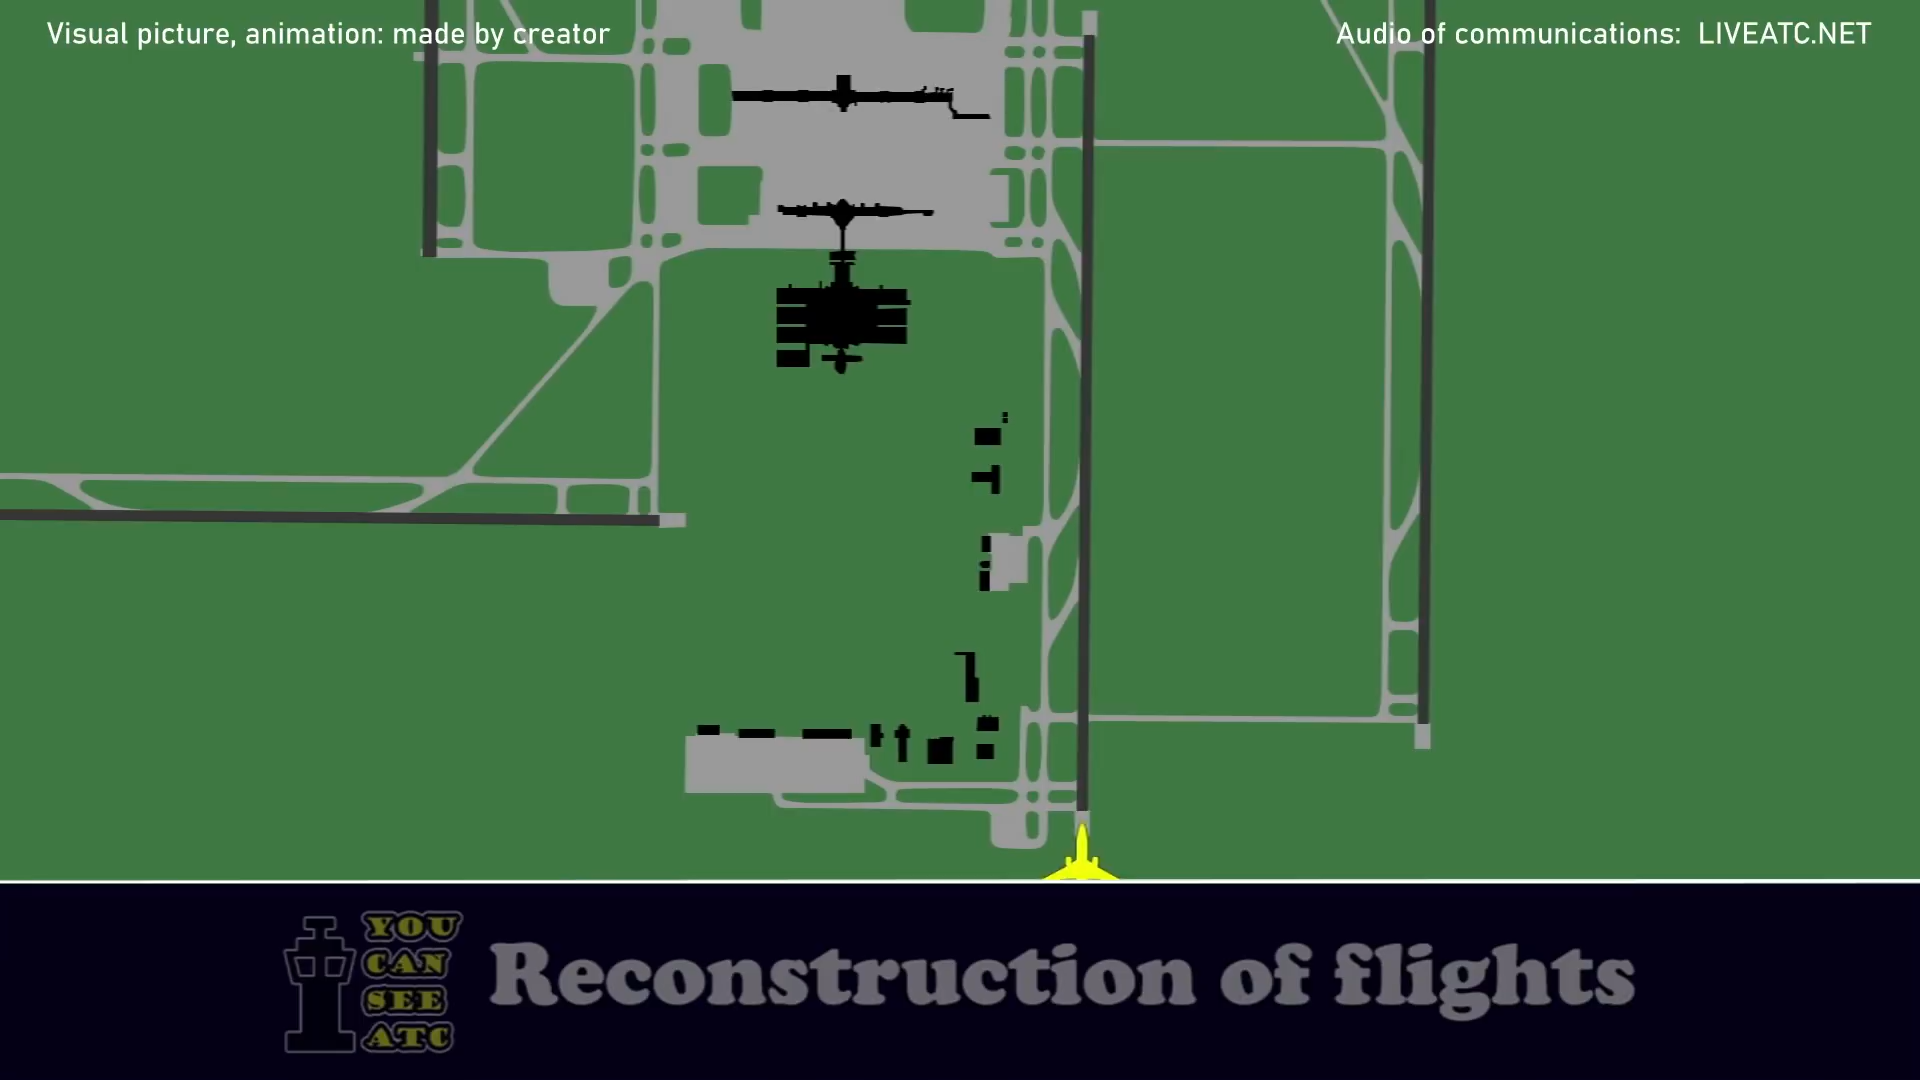 Visual picture, animation: made by creator
Audio of communications: LIVEATC.NET
YOU
CAN
SEE
ATC
Reconstruction of flights